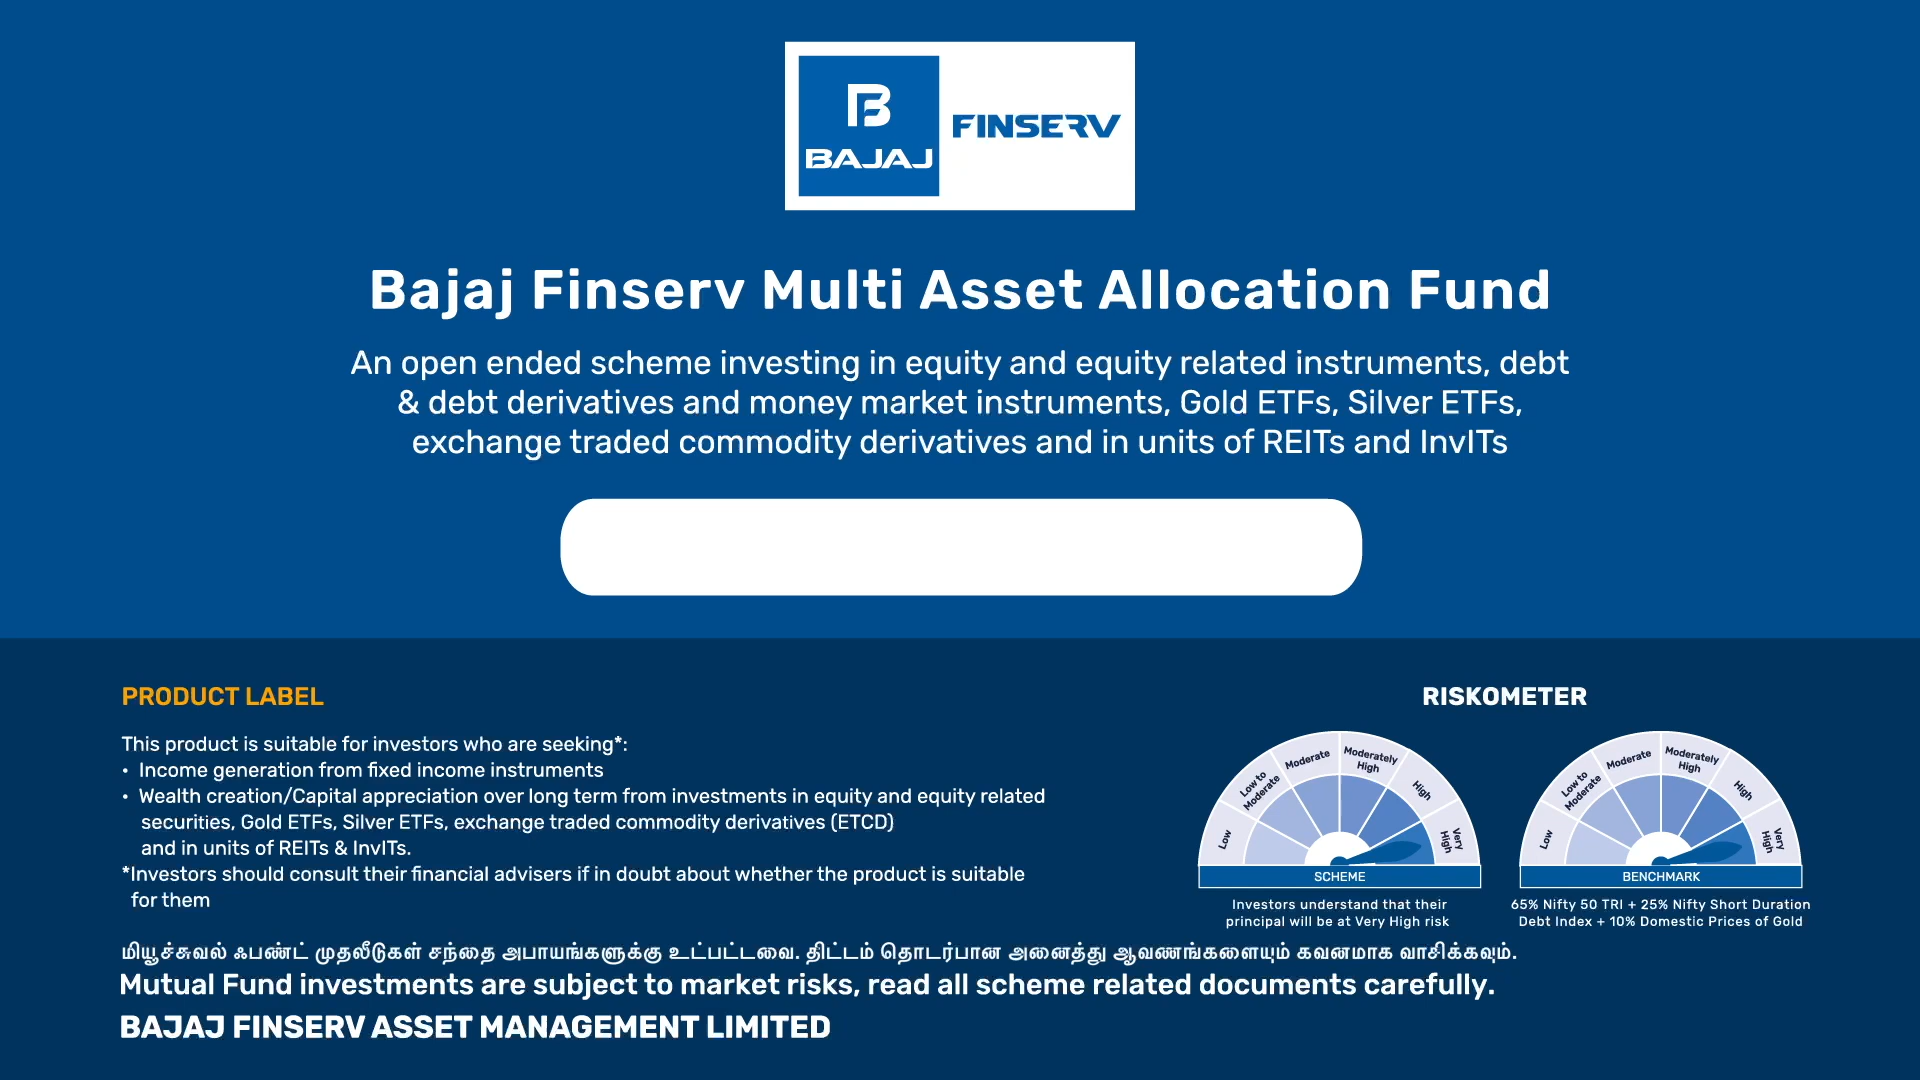 BAJAJ
FINSERV
Bajaj Finserv Multi Asset Allocation Fund
An open ended scheme investing in equity and equity related instruments, debt
& debt derivatives and money market instruments, Gold ETFs, Silver ETFs,
exchange traded commodity derivatives and in units of REITs and InvITs
PRODUCT LABEL
This product is suitable for investors who are seeking*:
• Income generation from fixed income instruments
• Wealth creation/Capital appreciation over long term from investments in equity and equity related
securities, Gold ETFs, Silver ETFs, exchange traded commodity derivatives (ETCD)
and in units of REITs & InvITs.
*Investors should consult their financial advisers if in doubt about whether the product is suitable
for them
RISKOMETER
Low
Low to
Moderate
Moderate
Moderately
High
High
Very
High
SCHEME
Investors understand that their
principal will be at Very High risk
Low
Low to
Moderate
Moderate
Moderately
High
High
Very
High
BENCHMARK
65% Nifty 50 TRI + 25% Nifty Short Duration
Debt Index + 10% Domestic Prices of Gold
மியூச்சுவல் ஃபண்ட் முதலீடுகள் சந்தை அபாயங்களுக்கு உட்பட்டவை. திட்டம் தொடர்பான அனைத்து ஆவணங்களையும் கவனமாக வாசிக்கவும்.
Mutual Fund investments are subject to market risks, read all scheme related documents carefully.
BAJAJ FINSERV ASSET MANAGEMENT LIMITED